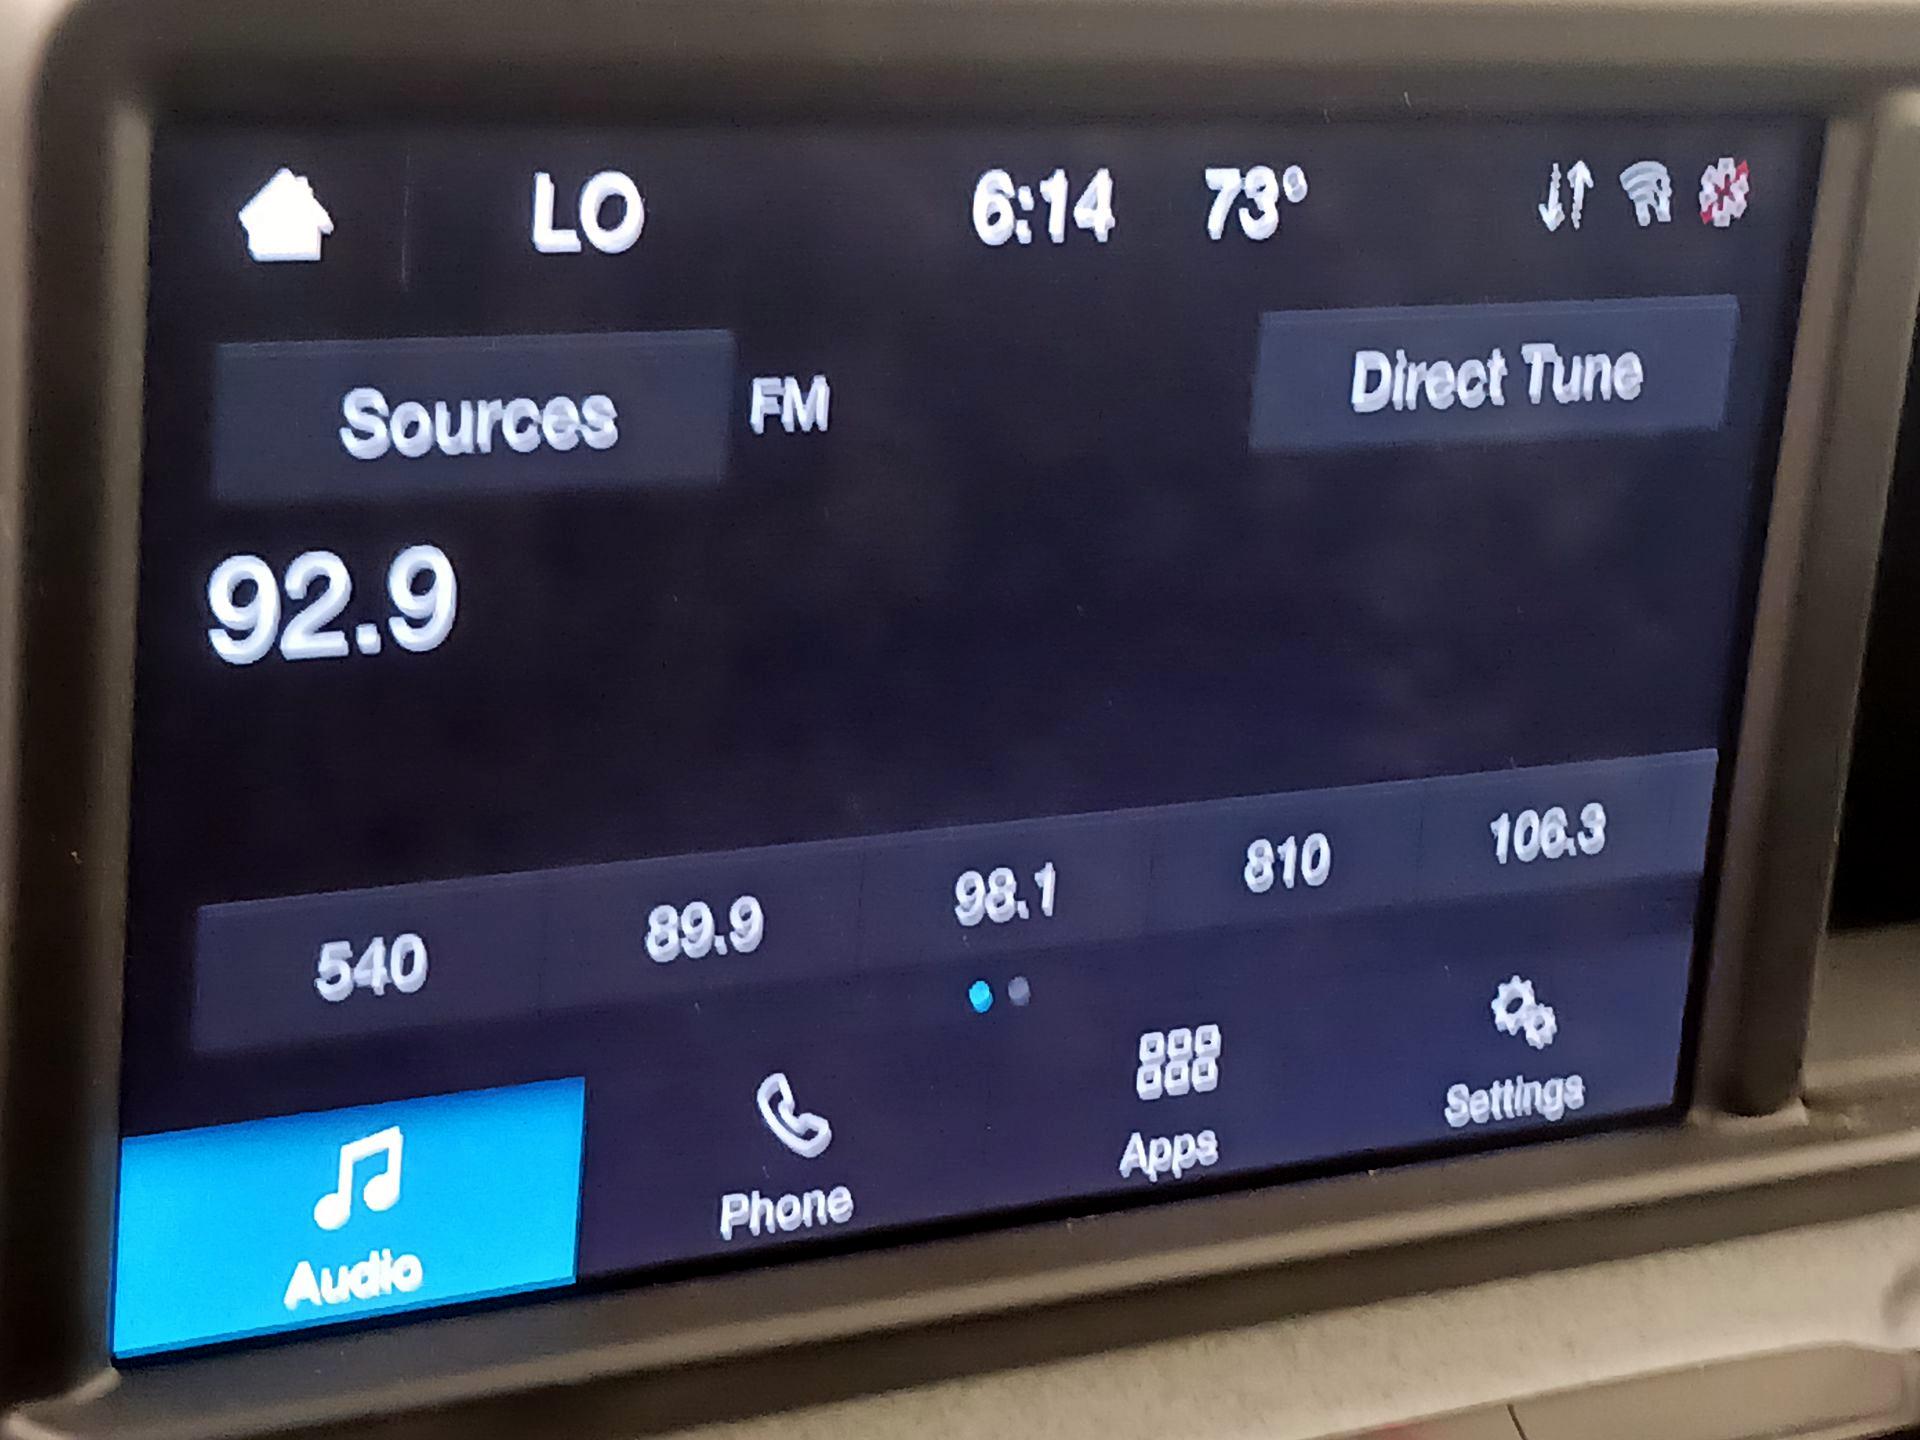 LO 6:14 73°
Sources FM Direct Tune
92.9
540 89.9 98.1 810 106.3
Audio Phone Apps Settings